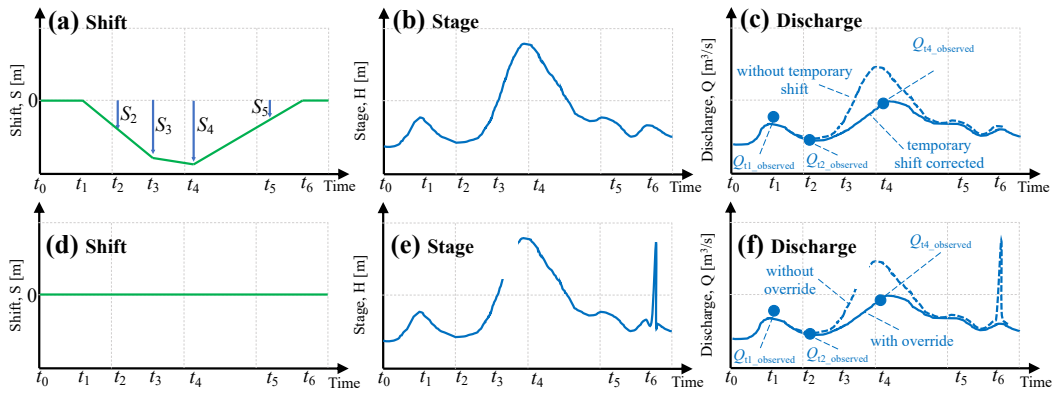 (a) Shift
Shift, S [m]
0
S2
S3
S4
S5
t0 t1 t2 t3 t4 t5 t6 Time
(b) Stage
Stage, H [m]
t0 t1 t2 t3 t4 t5 t6 Time
(c) Discharge
Discharge, Q [m³/s]
Qt4_observed
without temporary
shift
Qt1_observed
Qt2_observed
temporary
shift corrected
t0 t1 t2 t3 t4 t5 t6 Time
(d) Shift
Shift, S [m]
0
t0 t1 t2 t3 t4 t5 t6 Time
(e) Stage
Stage, H [m]
t0 t1 t2 t3 t4 t5 t6 Time
(f) Discharge
Discharge, Q [m³/s]
Qt4_observed
without
override
with override
Qt1_observed
Qt2_observed
t0 t1 t2 t3 t4 t5 t6 Time